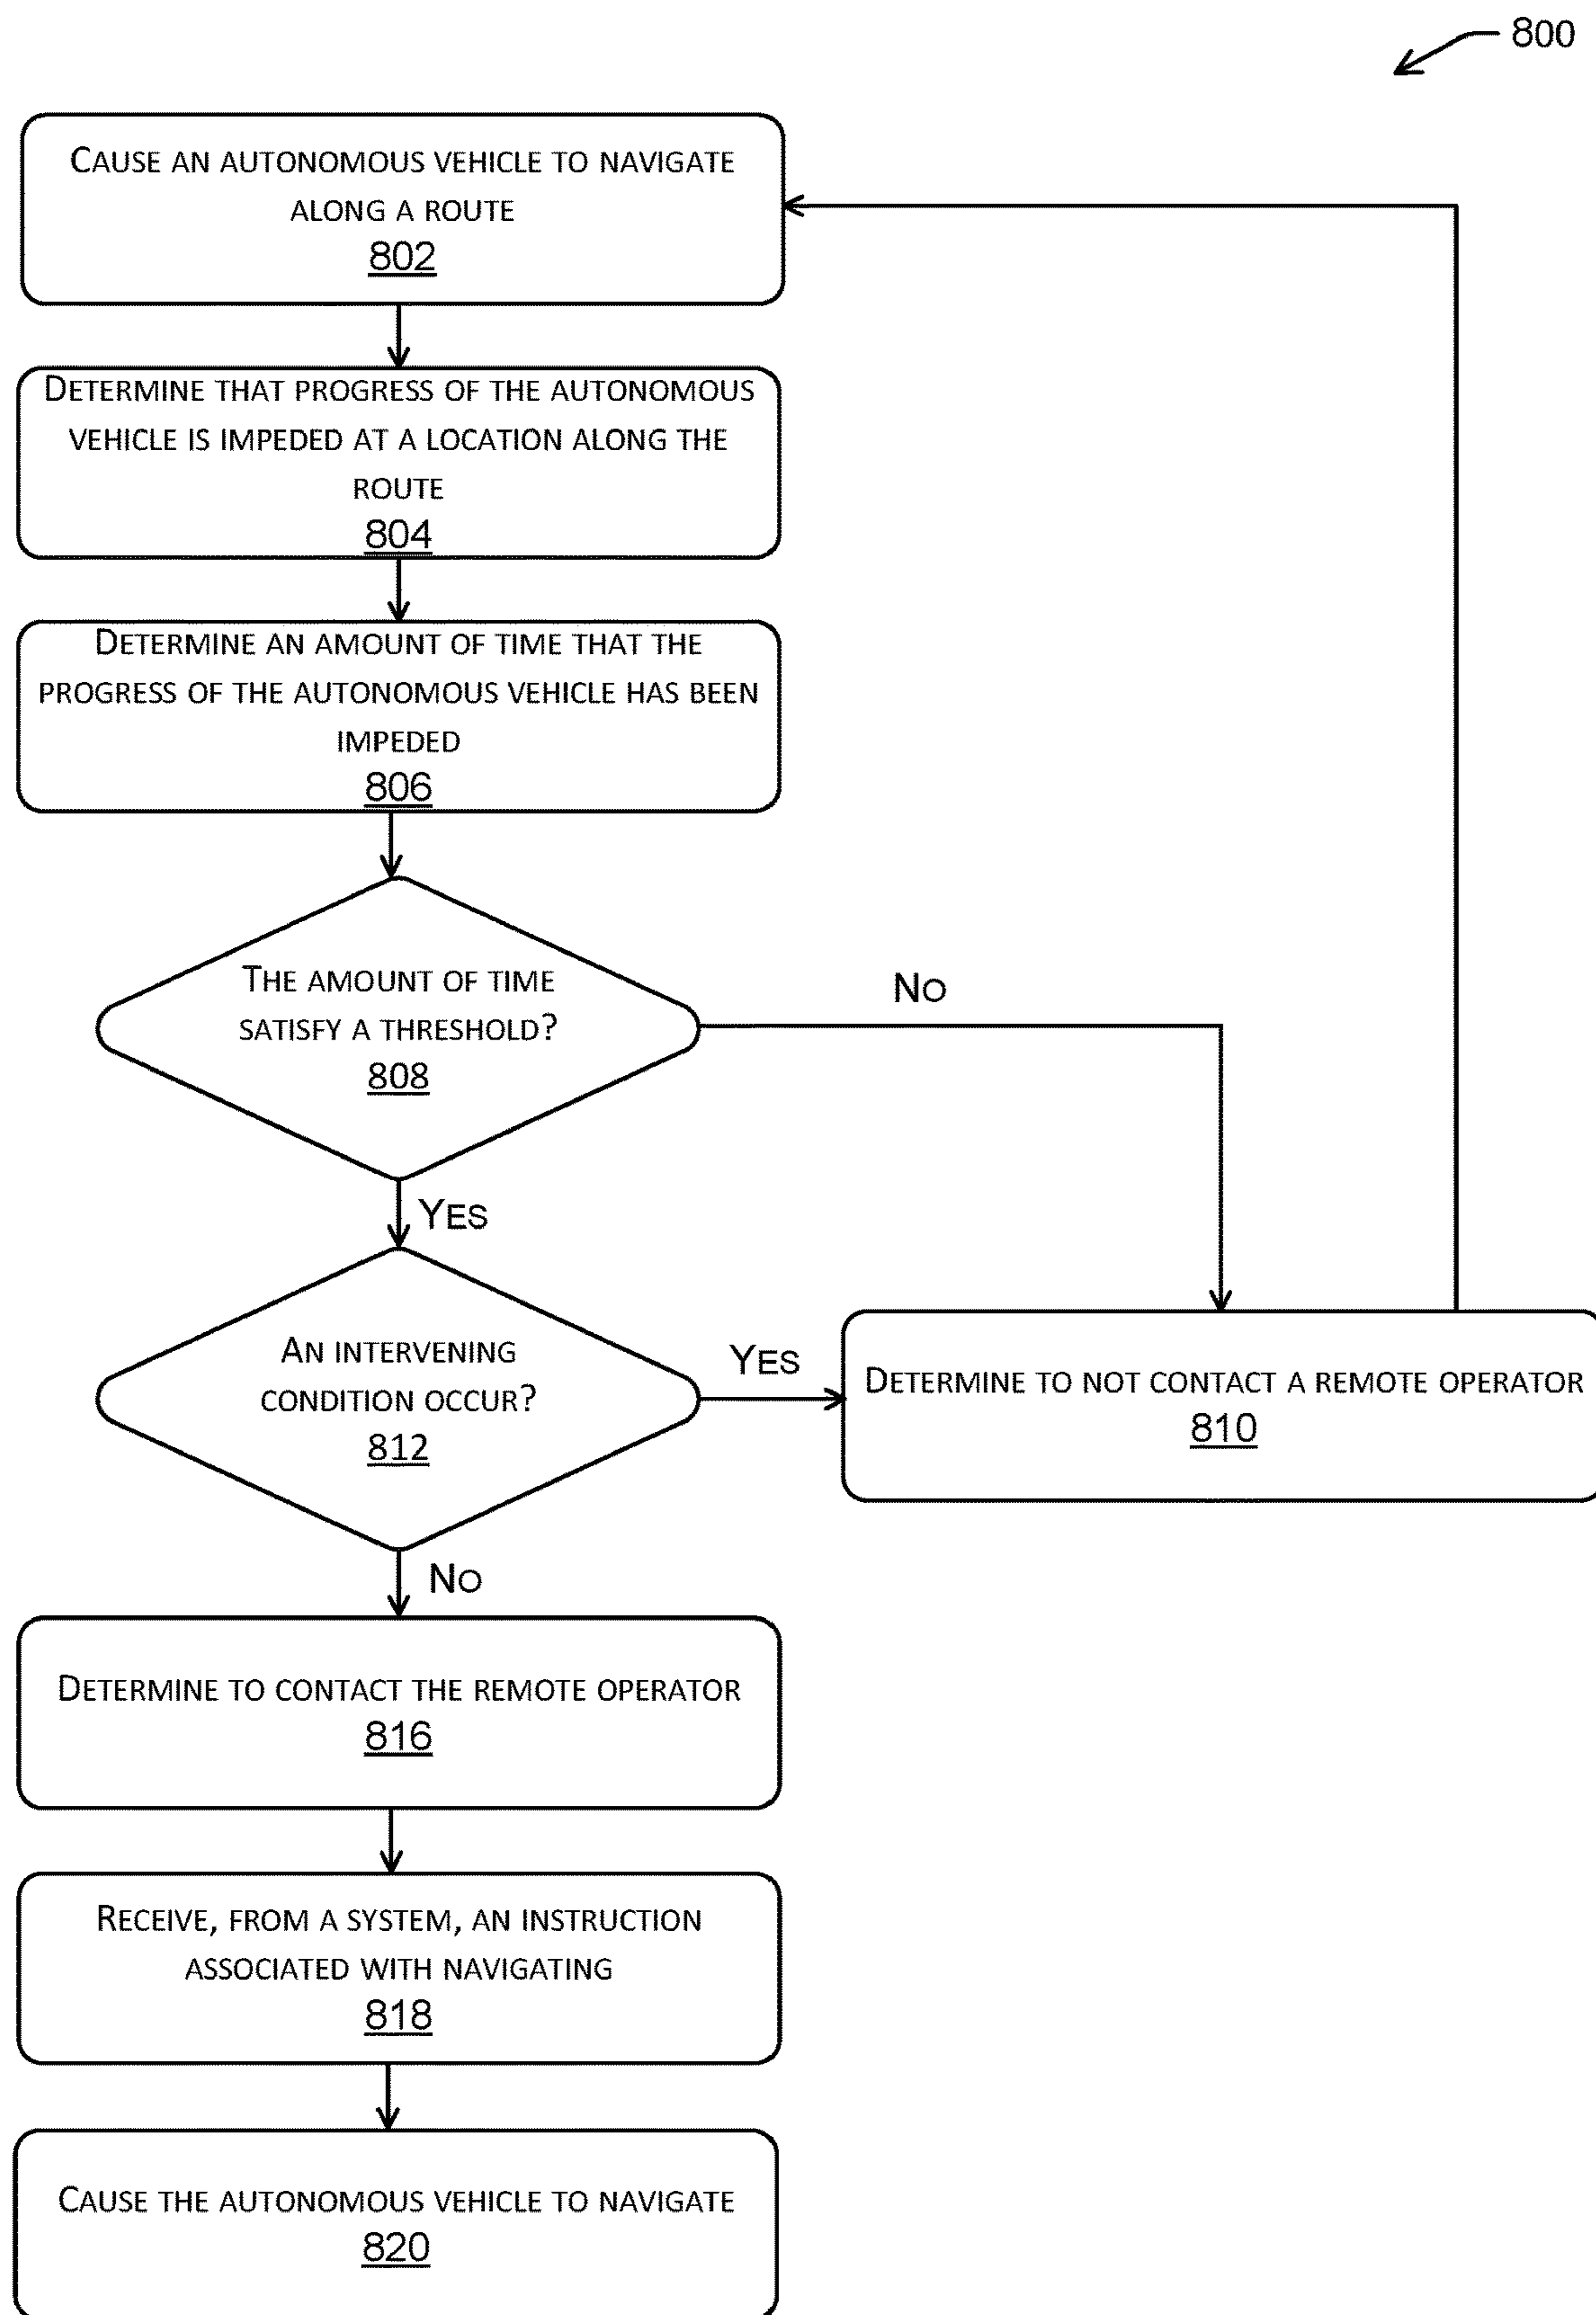 800
CAUSE AN AUTONOMOUS VEHICLE TO NAVIGATE
ALONG A ROUTE
802
DETERMINE THAT PROGRESS OF THE AUTONOMOUS
VEHICLE IS IMPEDED AT A LOCATION ALONG THE
ROUTE
804
DETERMINE AN AMOUNT OF TIME THAT THE
PROGRESS OF THE AUTONOMOUS VEHICLE HAS BEEN
IMPEDED
806
THE AMOUNT OF TIME
SATISFY A THRESHOLD?
808
NO
YES
AN INTERVENING
CONDITION OCCUR?
812
YES
DETERMINE TO NOT CONTACT A REMOTE OPERATOR
810
NO
DETERMINE TO CONTACT THE REMOTE OPERATOR
816
RECEIVE, FROM A SYSTEM, AN INSTRUCTION
ASSOCIATED WITH NAVIGATING
818
CAUSE THE AUTONOMOUS VEHICLE TO NAVIGATE
820